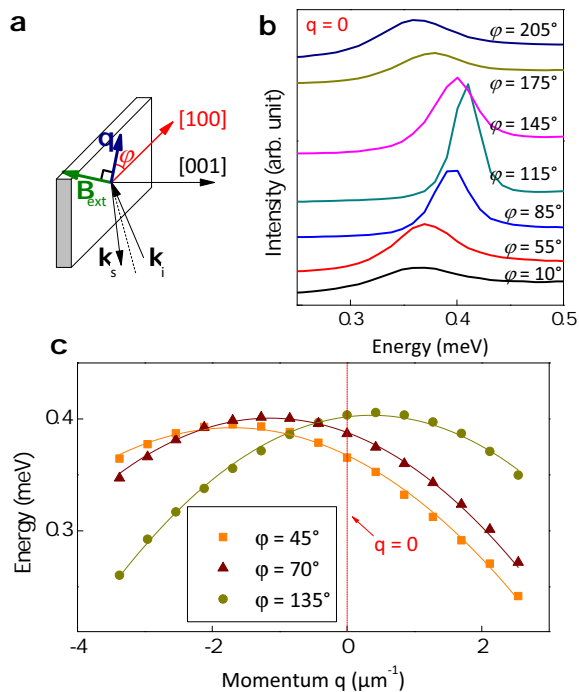 a
[100]
q
φ
[001]
B
ext
k
s
k
i
b
q = 0
φ = 205°
φ = 175°
φ = 145°
φ = 115°
φ = 85°
φ = 55°
φ = 10°
Intensity (arb. unit)
0.3
0.4
0.5
Energy (meV)
c
0.4
0.3
Energy (meV)
φ = 45°
φ = 70°
φ = 135°
q = 0
-4
-2
0
2
Momentum q (μm⁻¹)